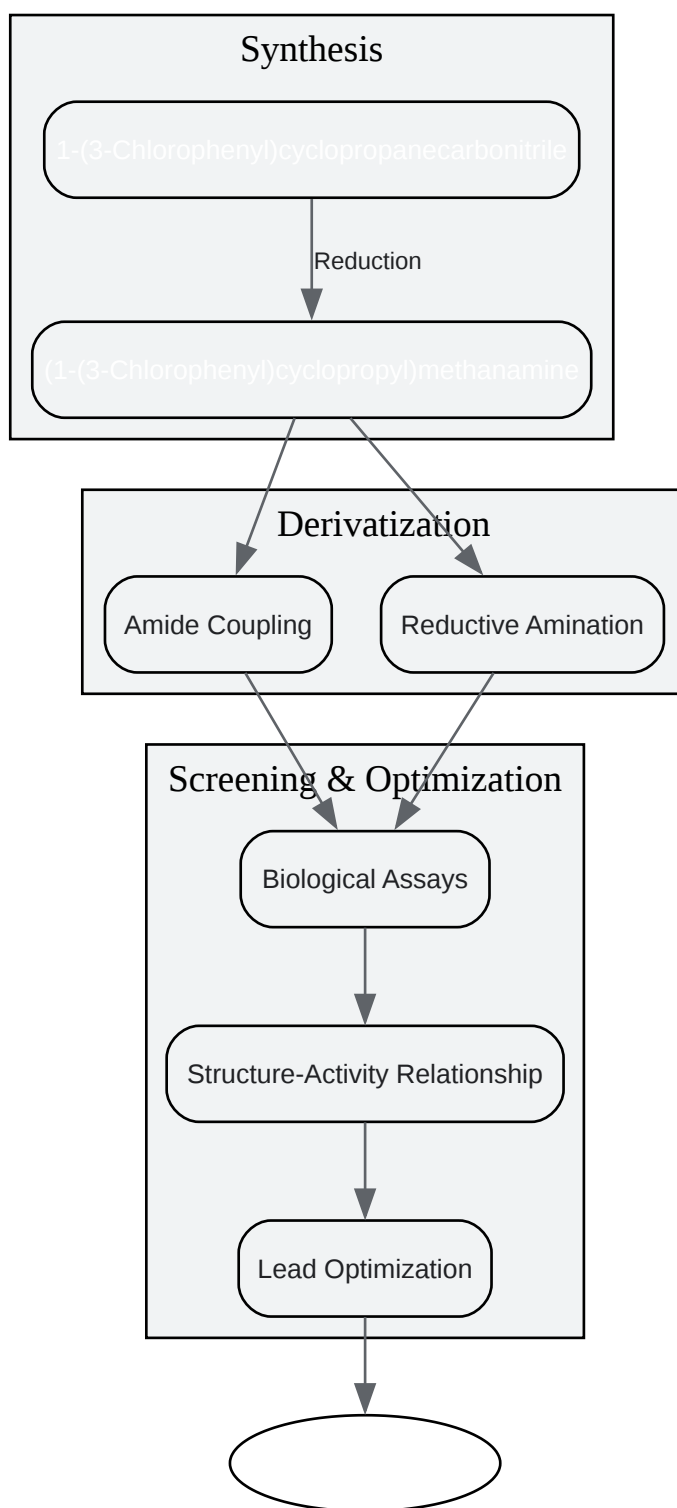 Synthesis
1-(3-Chlorophenyl)cyclopropanecarbonitrile
Reduction
(1-(3-Chlorophenyl)cyclopropyl)methanamine
Derivatization
Amide Coupling
Reductive Amination
Screening & Optimization
Biological Assays
Structure-Activity Relationship
Lead Optimization